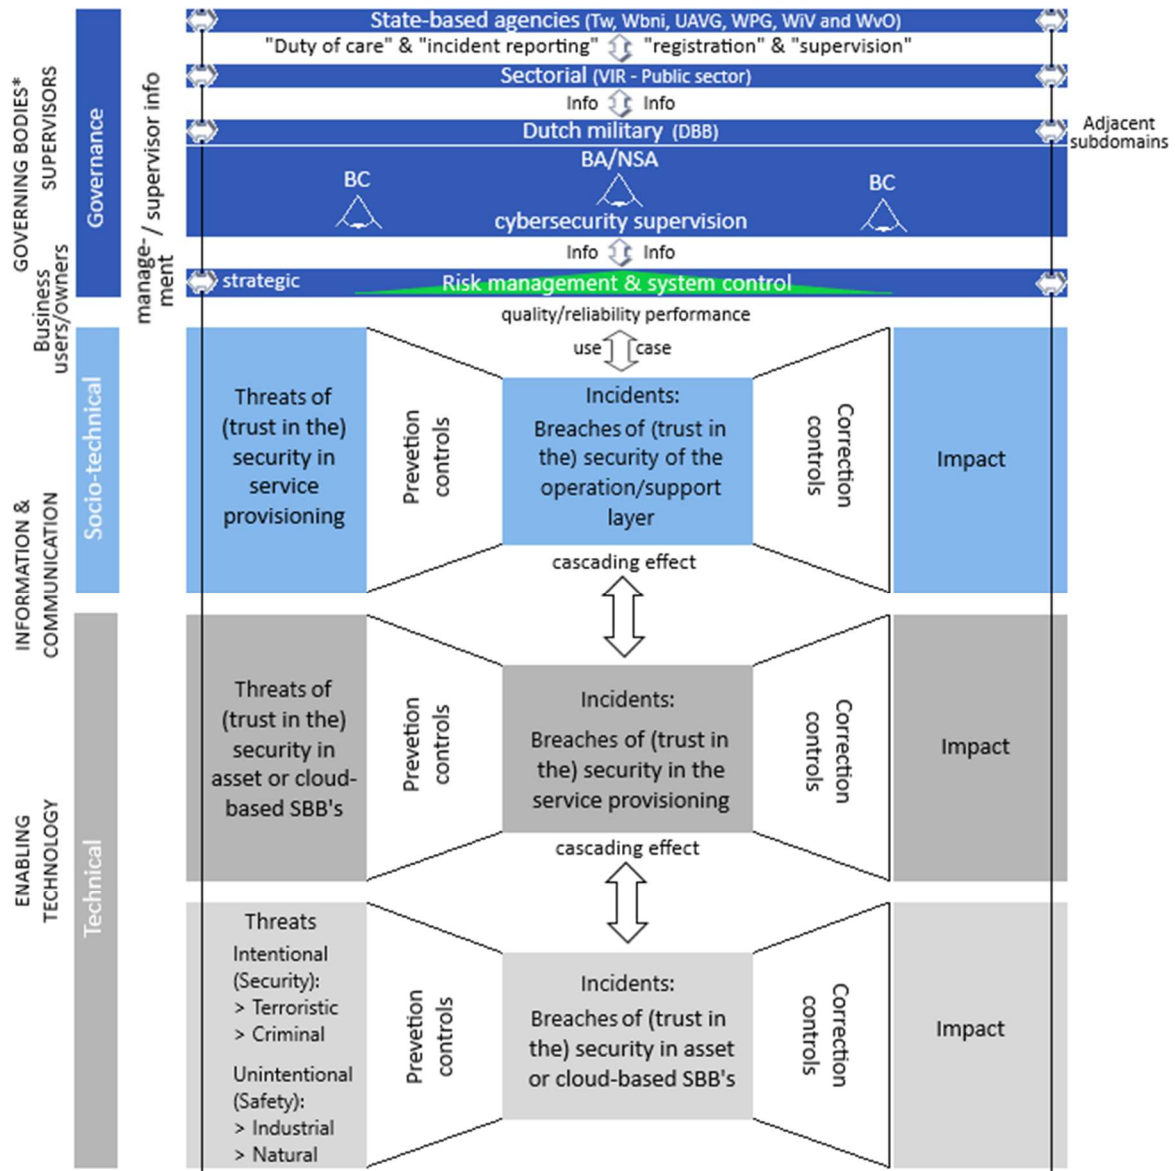 State-based agencies (Tw, Wbni, UAVG, WPG, WiV and WvO)
"Duty of care" & "incident reporting" "registration" & "supervision"
Sectorial (VIR - Public sector)
Info Info
Dutch military (DBB)
Adjacent
subdomains
BA/NSA
BC
BC
cybersecurity supervision
Info Info
strategic
Risk management & system control
quality/reliability performance
use case
GOVERNING BODIES*
SUPERVISORS
Governance
manage- / supervisor info
ment
Business
users/owners
Socio-technical
Threats of
(trust in the)
security in
service
provisioning
Prevetion
controls
Incidents:
Breaches of (trust in
the) security of the
operation/support
layer
Correction
controls
Impact
cascading effect
INFORMATION &
COMMUNICATION
Threats of
(trust in the)
security in
asset or cloud-
based SBB's
Prevetion
controls
Incidents:
Breaches of (trust in
the) security in the
service provisioning
Correction
controls
Impact
cascading effect
ENABLING
TECHNOLOGY
Technical
Threats
Intentional
(Security):
> Terroristic
> Criminal
Unintentional
(Safety):
> Industrial
> Natural
Prevetion
controls
Incidents:
Breaches of (trust in
the) security in asset
or cloud-based SBB's
Correction
controls
Impact